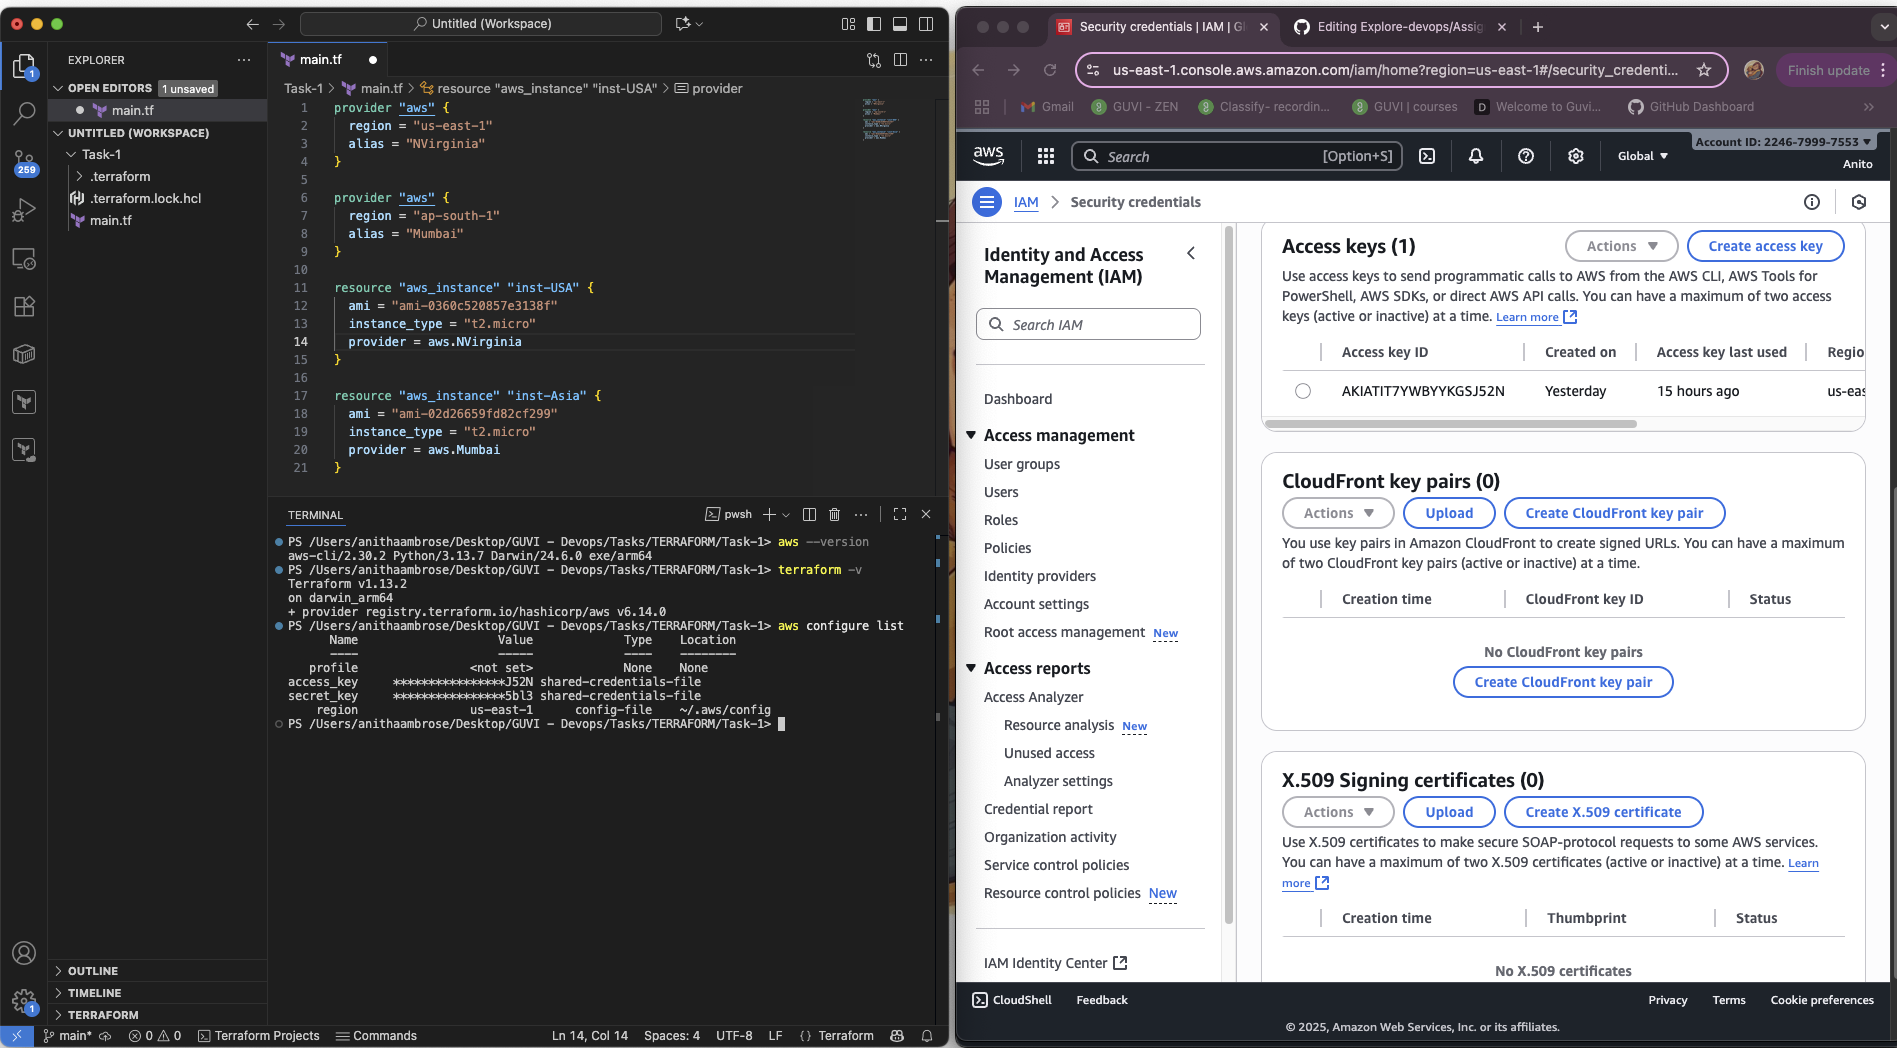 Untitled (Workspace)
EXPLORER
OPEN EDITORS 1 unsaved
main.tf
UNTITLED (WORKSPACE)
Task-1
.terraform
.terraform.lock.hcl
main.tf
OUTLINE
TIMELINE
TERRAFORM
1
259
1
main.tf
Task-1 > main.tf > resource "aws_instance" "inst-USA" > provider
1 provider "aws" {
2 region = "us-east-1"
3 alias = "NVirginia"
4 }
5
6 provider "aws" {
7 region = "ap-south-1"
8 alias = "Mumbai"
9 }
10
11 resource "aws_instance" "inst-USA" {
12 ami = "ami-0360c520857e3138f"
13 instance_type = "t2.micro"
14 provider = aws.NVirginia
15 }
16
17 resource "aws_instance" "inst-Asia" {
18 ami = "ami-02d26659fd82cf299"
19 instance_type = "t2.micro"
20 provider = aws.Mumbai
21 }
TERMINAL
pwsh
PS /Users/anithaambrose/Desktop/GUVI - Devops/Tasks/TERRAFORM/Task-1> aws --version
aws-cli/2.30.2 Python/3.13.7 Darwin/24.6.0 exe/arm64
PS /Users/anithaambrose/Desktop/GUVI - Devops/Tasks/TERRAFORM/Task-1> terraform -v
Terraform v1.13.2
on darwin_arm64
+ provider registry.terraform.io/hashicorp/aws v6.14.0
PS /Users/anithaambrose/Desktop/GUVI - Devops/Tasks/TERRAFORM/Task-1> aws configure list
Name Value Type Location
---- ----- ---- --------
profile <not set> None None
access_key ****************J52N shared-credentials-file
secret_key ****************5bl3 shared-credentials-file
region us-east-1 config-file ~/.aws/config
PS /Users/anithaambrose/Desktop/GUVI - Devops/Tasks/TERRAFORM/Task-1>
main* 0 0 Terraform Projects Commands Ln 14, Col 14 Spaces: 4 UTF-8 LF {} Terraform
Security credentials | IAM | Gl
Editing Explore-devops/Assig
us-east-1.console.aws.amazon.com/iam/home?region=us-east-1#/security_credenti...
Finish update
Gmail GUVI - ZEN Classify- recordin... GUVI | courses Welcome to Guvi... GitHub Dashboard »
aws Search [Option+S] Global Account ID: 2246-7999-7553
Anito
IAM > Security credentials
Identity and Access Management (IAM)
Search IAM
Dashboard
Access management
User groups
Users
Roles
Policies
Identity providers
Account settings
Root access management New
Access reports
Access Analyzer
Resource analysis New
Unused access
Analyzer settings
Credential report
Organization activity
Service control policies
Resource control policies New
IAM Identity Center
Access keys (1)
Actions Create access key
Use access keys to send programmatic calls to AWS from the AWS CLI, AWS Tools for
PowerShell, AWS SDKs, or direct AWS API calls. You can have a maximum of two access
keys (active or inactive) at a time. Learn more
Access key ID Created on Access key last used Regio
AKIATIT7YWBYYKGSJ52N Yesterday 15 hours ago us-eas
CloudFront key pairs (0)
Actions Upload Create CloudFront key pair
You use key pairs in Amazon CloudFront to create signed URLs. You can have a maximum
of two CloudFront key pairs (active or inactive) at a time.
Creation time CloudFront key ID Status
No CloudFront key pairs
Create CloudFront key pair
X.509 Signing certificates (0)
Actions Upload Create X.509 certificate
Use X.509 certificates to make secure SOAP-protocol requests to some AWS services.
You can have a maximum of two X.509 certificates (active or inactive) at a time. Learn
more
Creation time Thumbprint Status
No X.509 certificates
CloudShell Feedback Privacy Terms Cookie preferences
© 2025, Amazon Web Services, Inc. or its affiliates.